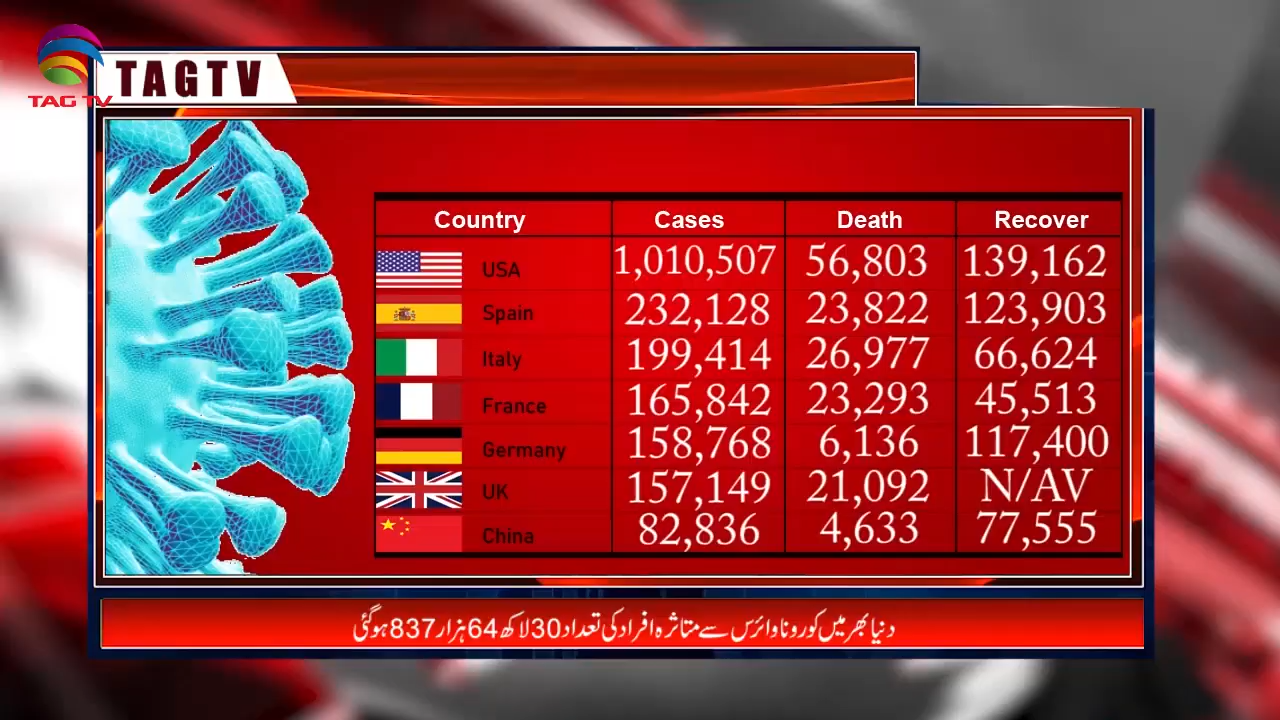 TAG TV
TAGTV
Country Cases Death Recover
USA 1,010,507 56,803 139,162
Spain 232,128 23,822 123,903
Italy 199,414 26,977 66,624
France 165,842 23,293 45,513
Germany 158,768 6,136 117,400
UK 157,149 21,092 N/AV
China 82,836 4,633 77,555
دنیا بھر میں کورونا وائرس سے متاثرہ افراد کی تعداد 30 لاکھ 64 ہزار 837 ہوگئی